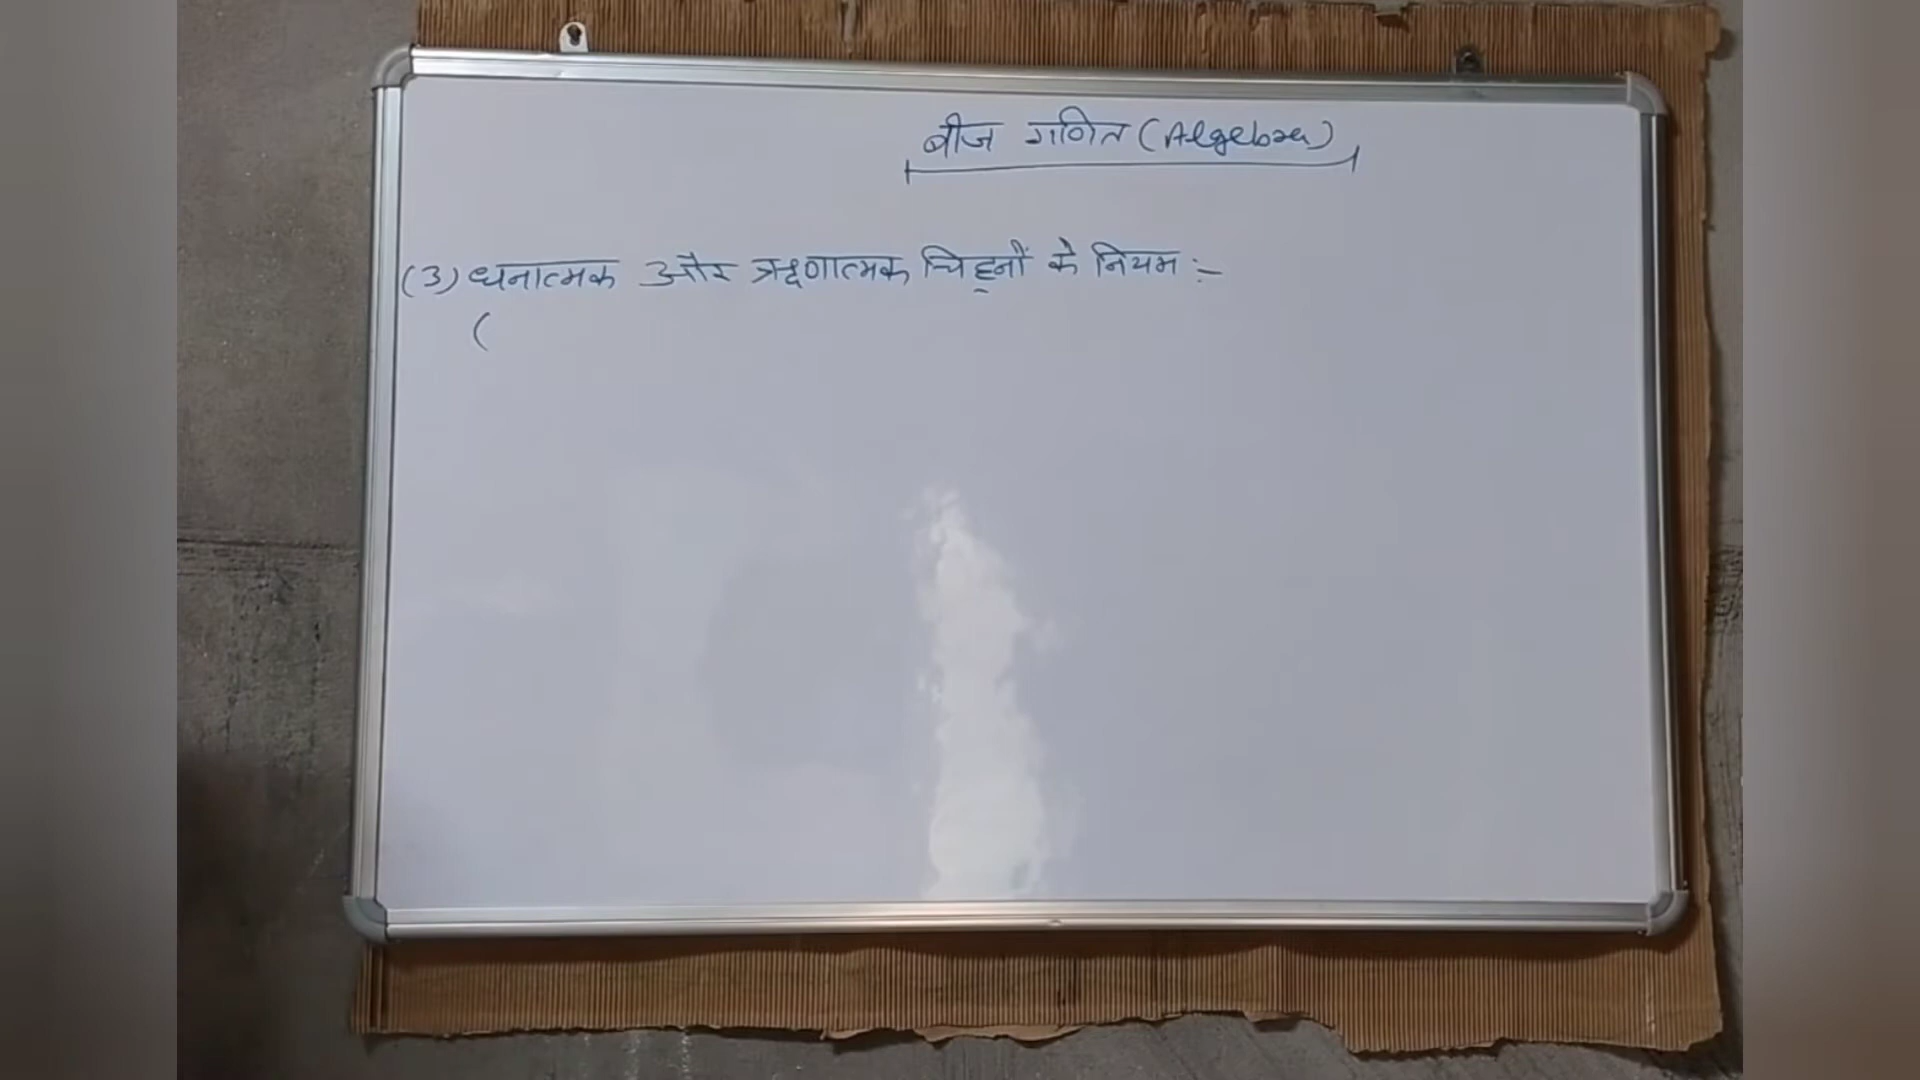 बीज गणित (Algebra)
(3) धनात्मक और ऋणात्मक चिह्नों के नियम :-
(